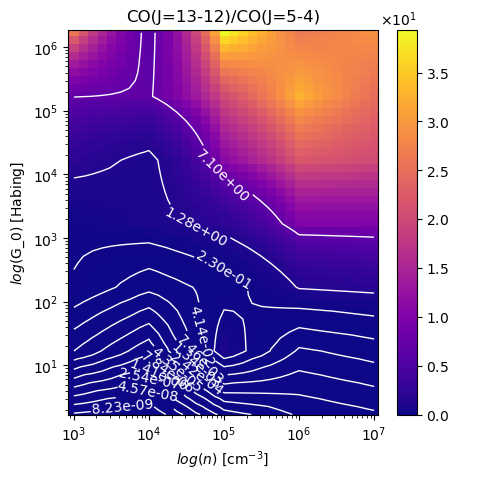 CO(J=13-12)/CO(J=5-4)
×10¹
10⁶
10⁵
10⁴
10³
10²
10¹
log(G_0) [Habing]
7.10e+00
1.28e+00
2.30e-01
4.14e-02
2.54e-07
4.57e-08
8.23e-09
10³
10⁴
10⁵
10⁶
10⁷
log(n) [cm⁻³]
3.5
3.0
2.5
2.0
1.5
1.0
0.5
0.0